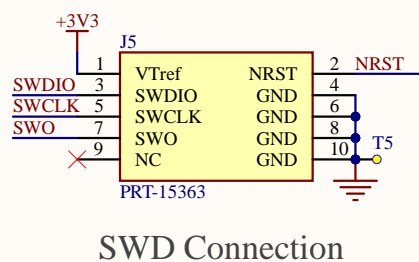 +3V3
J5
1 VTref NRST 2 NRST
SWDIO 3 SWDIO GND 4
SWCLK 5 SWCLK GND 6
SWO 7 SWO GND 8
9 NC GND 10 T5
PRT-15363
SWD Connection